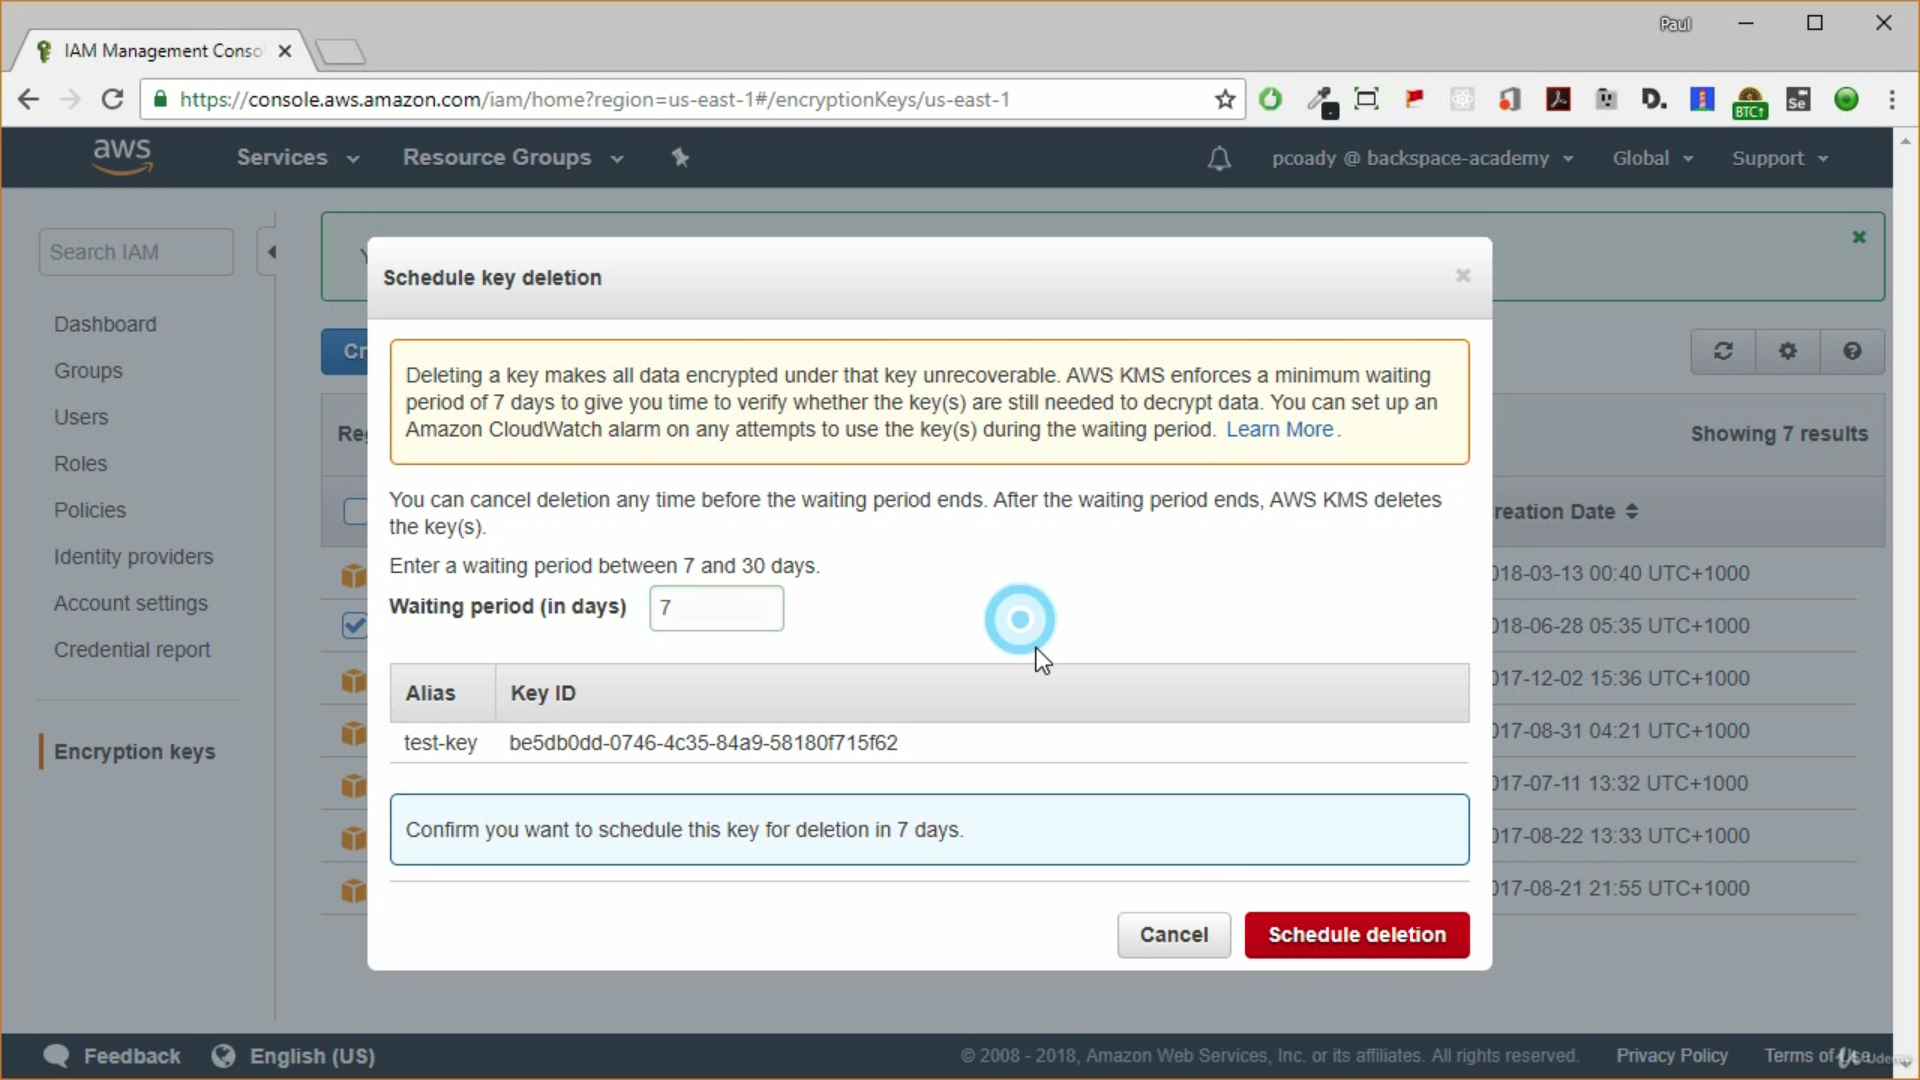 Paul
IAM Management Conso
https://console.aws.amazon.com/iam/home?region=us-east-1#/encryptionKeys/us-east-1
D.
BTC↑
Se
aws
Services
Resource Groups
pcoady @ backspace-academy
Global
Support
Search IAM
Dashboard
Groups
Users
Roles
Policies
Identity providers
Account settings
Credential report
Encryption keys
Cr
Showing 7 results
reation Date
018-03-13 00:40 UTC+1000
018-06-28 05:35 UTC+1000
017-12-02 15:36 UTC+1000
017-08-31 04:21 UTC+1000
017-07-11 13:32 UTC+1000
017-08-22 13:33 UTC+1000
017-08-21 21:55 UTC+1000
Schedule key deletion
Deleting a key makes all data encrypted under that key unrecoverable. AWS KMS enforces a minimum waiting
period of 7 days to give you time to verify whether the key(s) are still needed to decrypt data. You can set up an
Amazon CloudWatch alarm on any attempts to use the key(s) during the waiting period. Learn More.
You can cancel deletion any time before the waiting period ends. After the waiting period ends, AWS KMS deletes
the key(s).
Enter a waiting period between 7 and 30 days.
Waiting period (in days) 7
Alias Key ID
test-key be5db0dd-0746-4c35-84a9-58180f715f62
Confirm you want to schedule this key for deletion in 7 days.
Cancel Schedule deletion
Feedback English (US)
© 2008 - 2018, Amazon Web Services, Inc. or its affiliates. All rights reserved. Privacy Policy Terms of Use
Udemy